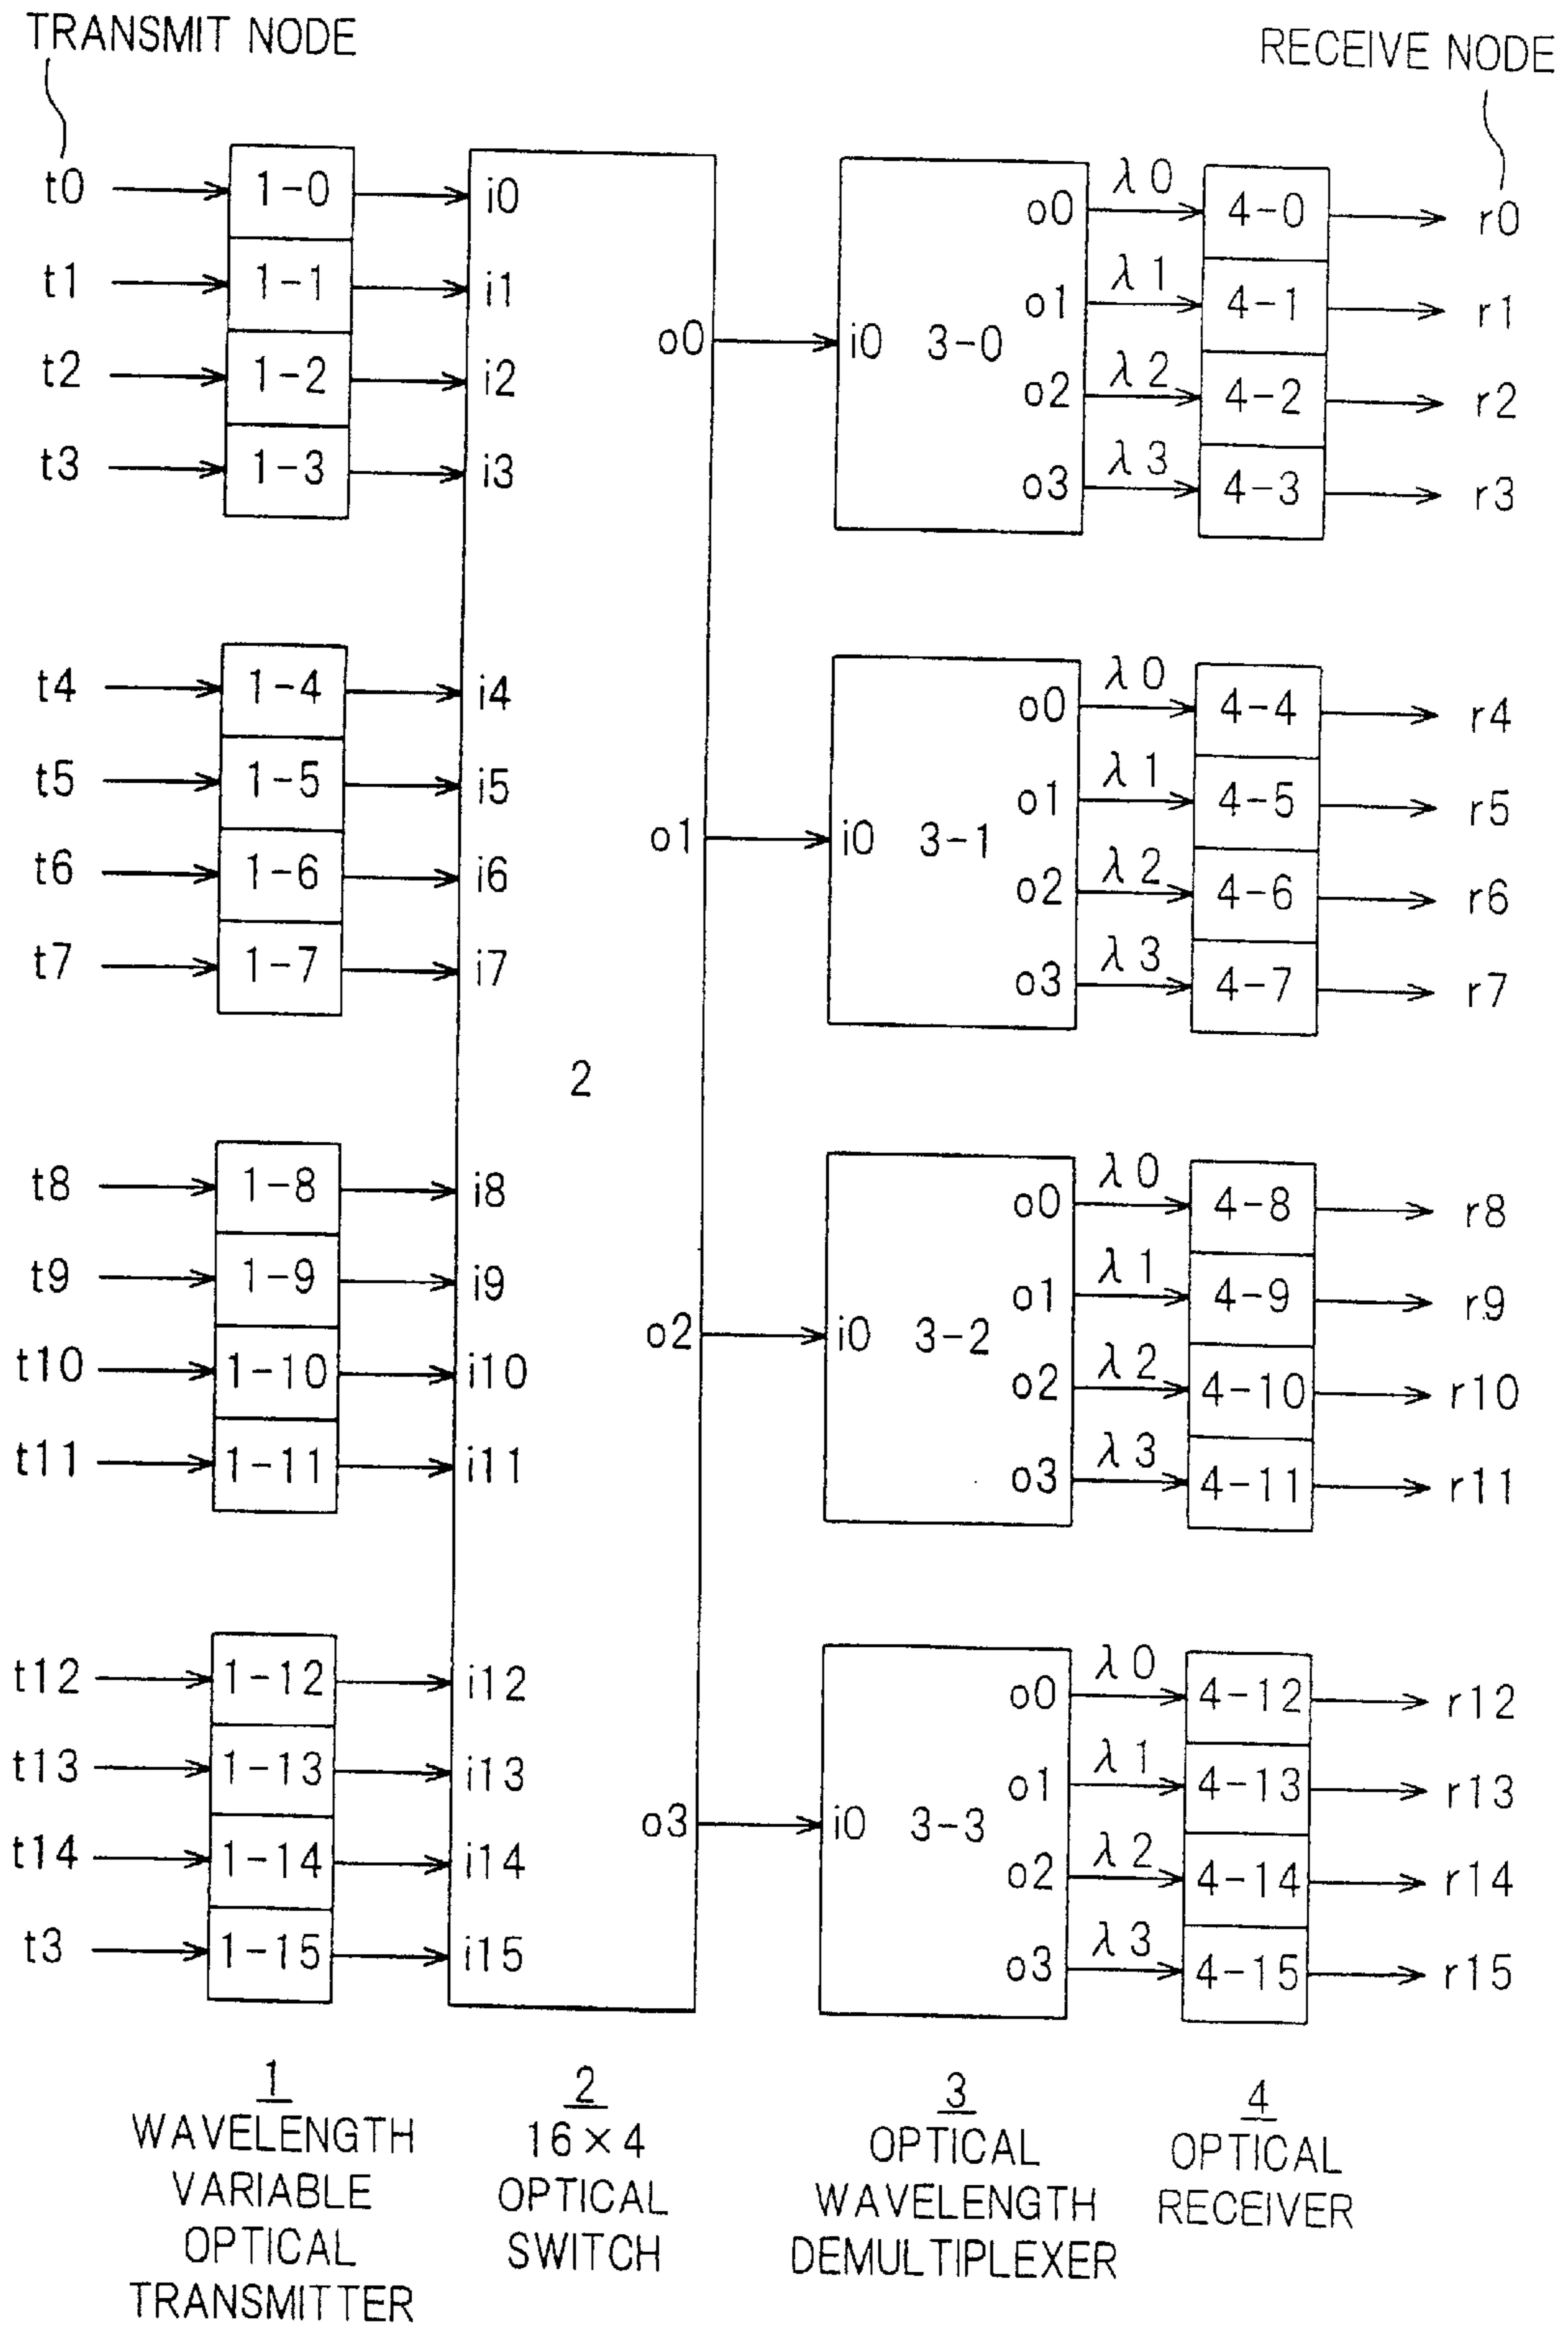 TRANSMIT NODE
RECEIVE NODE
t0 1-0 i0
t1 1-1 i1
t2 1-2 i2
t3 1-3 i3
o0
i0 3-0
o0 λ0 4-0 r0
o1 λ1 4-1 r1
o2 λ2 4-2 r2
o3 λ3 4-3 r3
t4 1-4 i4
t5 1-5 i5
t6 1-6 i6
t7 1-7 i7
o1
i0 3-1
o0 λ0 4-4 r4
o1 λ1 4-5 r5
o2 λ2 4-6 r6
o3 λ3 4-7 r7
2
t8 1-8 i8
t9 1-9 i9
t10 1-10 i10
t11 1-11 i11
o2
i0 3-2
o0 λ0 4-8 r8
o1 λ1 4-9 r9
o2 λ2 4-10 r10
o3 λ3 4-11 r11
t12 1-12 i12
t13 1-13 i13
t14 1-14 i14
t3 1-15 i15
o3
i0 3-3
o0 λ0 4-12 r12
o1 λ1 4-13 r13
o2 λ2 4-14 r14
o3 λ3 4-15 r15
1
WAVELENGTH
VARIABLE
OPTICAL
TRANSMITTER
2
16×4
OPTICAL
SWITCH
3
OPTICAL
WAVELENGTH
DEMULTIPLEXER
4
OPTICAL
RECEIVER